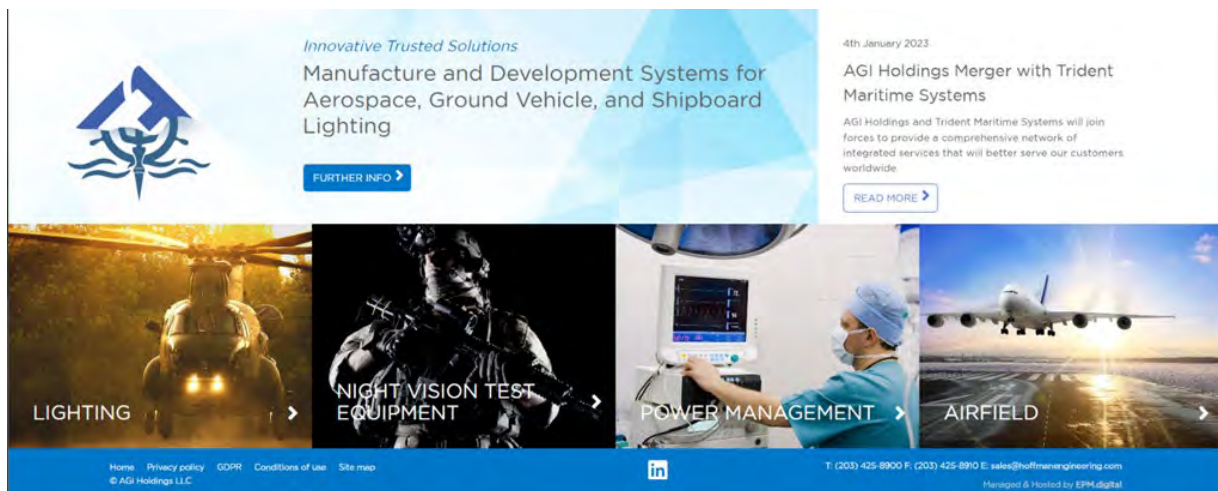 Innovative Trusted Solutions
Manufacture and Development Systems for
Aerospace, Ground Vehicle, and Shipboard
Lighting
FURTHER INFO
4th January 2023
AGI Holdings Merger with Trident
Maritime Systems
AGI Holdings and Trident Maritime Systems will join
forces to provide a comprehensive network of
integrated services that will better serve our customers
worldwide
READ MORE
LIGHTING
NIGHT VISION TEST
EQUIPMENT
POWER MANAGEMENT
AIRFIELD
Home Privacy policy GDPR Conditions of use Site map
© AGI Holdings LLC
in
T: (203) 425-8900 F: (203) 425-8910 E: sales@hoffmanengineering.com
Managed & Hosted by EPM.digital